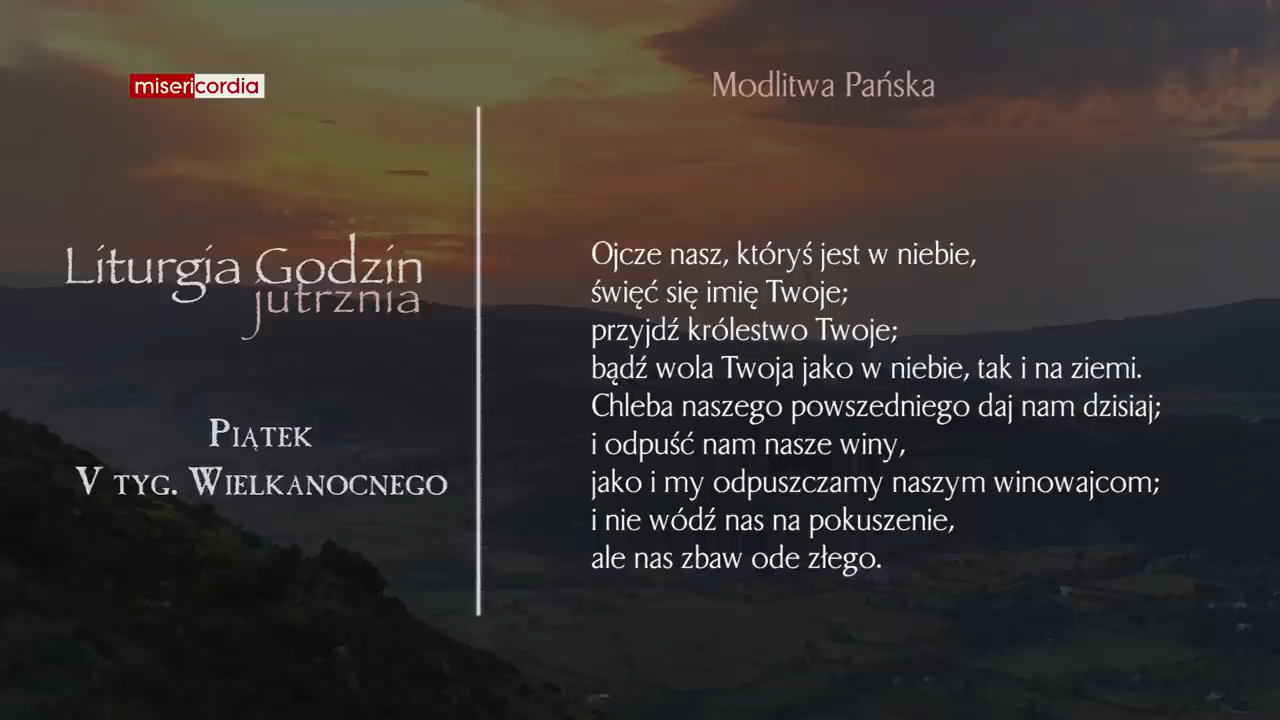 misericordia
Liturgia Godzin
jutrznia
Piątek
V tyg. Wielkanocnego
Modlitwa Pańska
Ojcze nasz, któryś jest w niebie,
święć się imię Twoje;
przyjdź królestwo Twoje;
bądź wola Twoja jako w niebie, tak i na ziemi.
Chleba naszego powszedniego daj nam dzisiaj;
i odpuść nam nasze winy,
jako i my odpuszczamy naszym winowajcom;
i nie wódź nas na pokuszenie,
ale nas zbaw ode złego.